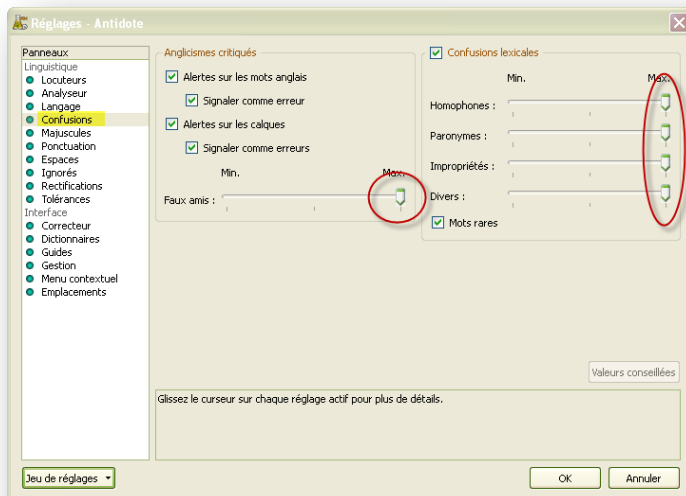 Réglages - Antidote
Panneaux
Linguistique
Locuteurs
Analyseur
Langage
Confusions
Majuscules
Ponctuation
Espaces
Ignorés
Rectifications
Tolérances
Interface
Correcteur
Dictionnaires
Guides
Gestion
Menu contextuel
Emplacements
Anglicismes critiqués
Alertes sur les mots anglais
Signaler comme erreur
Alertes sur les calques
Signaler comme erreurs
Min. Max.
Faux amis :
Confusions lexicales
Min. Max.
Homophones :
Paronymes :
Impropriétés :
Divers :
Mots rares
Valeurs conseillées
Glissez le curseur sur chaque réglage actif pour plus de détails.
Jeu de réglages
OK
Annuler